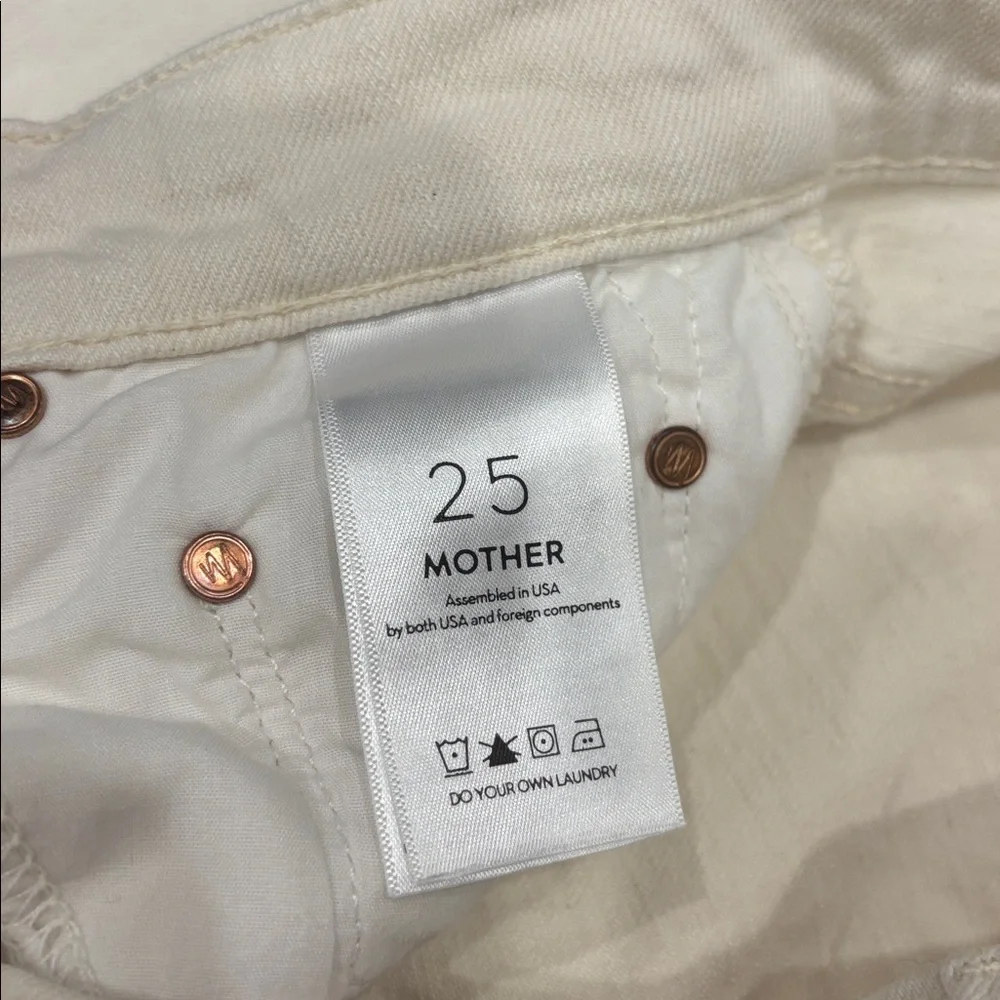 25
MOTHER
Assembled in USA
by both USA and foreign components
DO YOUR OWN LAUNDRY